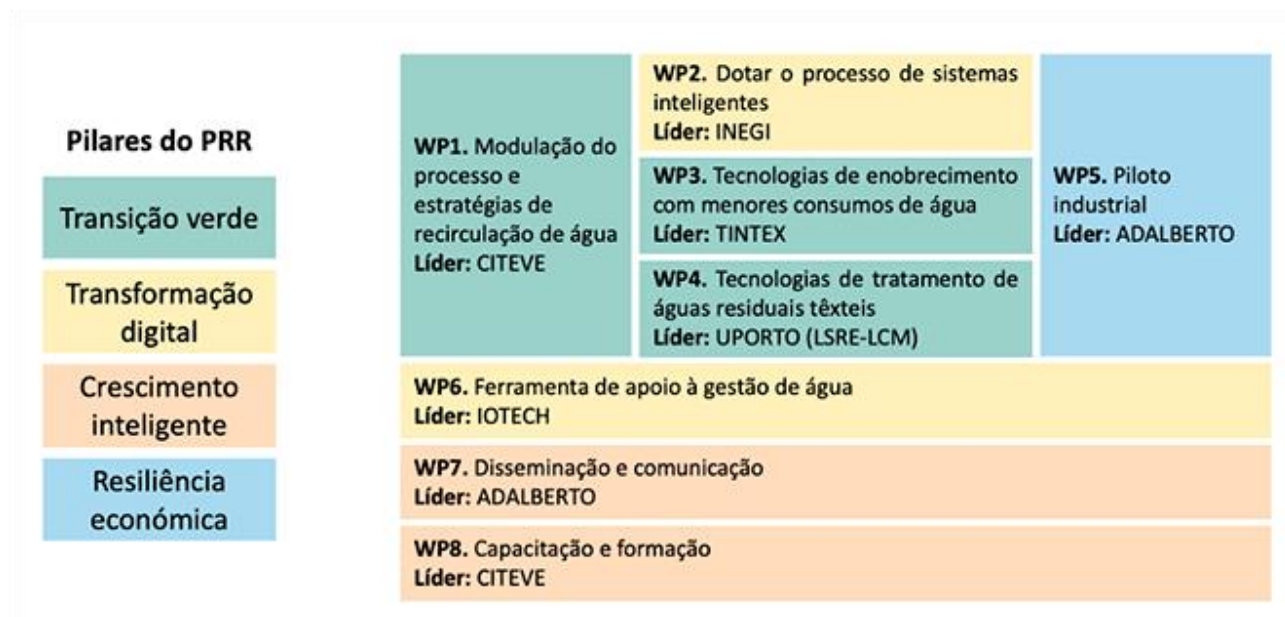 Pilares do PRR
Transição verde
Transformação
digital
Crescimento
inteligente
Resiliência
económica
WP1. Modulação do
processo e
estratégias de
recirculação de água
Líder: CITEVE
WP2. Dotar o processo de sistemas
inteligentes
Líder: INEGI
WP3. Tecnologias de enobrecimento
com menores consumos de água
Líder: TINTEX
WP4. Tecnologias de tratamento de
águas residuais têxteis
Líder: UPORTO (LSRE-LCM)
WP5. Piloto
industrial
Líder: ADALBERTO
WP6. Ferramenta de apoio à gestão de água
Líder: IOTECH
WP7. Disseminação e comunicação
Líder: ADALBERTO
WP8. Capacitação e formação
Líder: CITEVE